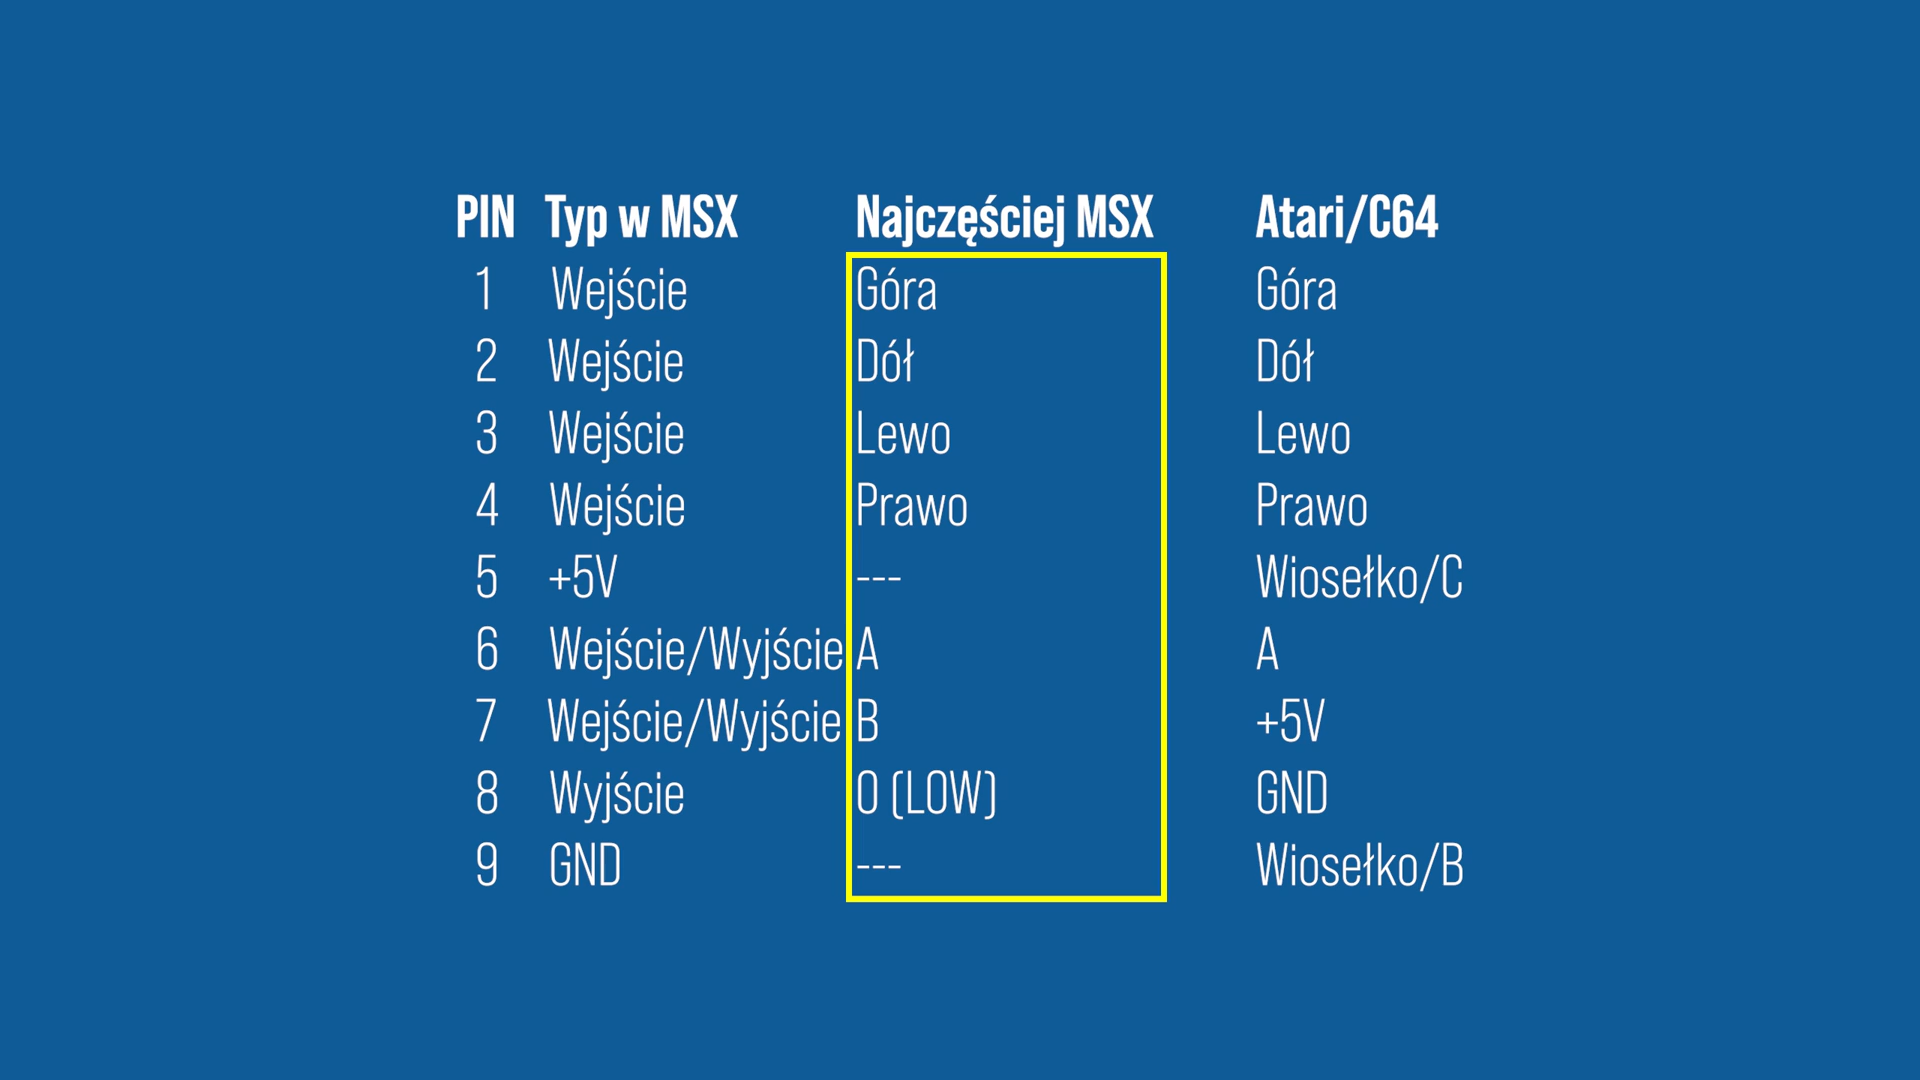 PIN Typ w MSX Najczęściej MSX Atari/C64
1 Wejście Góra Góra
2 Wejście Dół Dół
3 Wejście Lewo Lewo
4 Wejście Prawo Prawo
5 +5V --- Wiosełko/C
6 Wejście/Wyjście A A
7 Wejście/Wyjście B +5V
8 Wyjście 0 (LOW) GND
9 GND --- Wiosełko/B